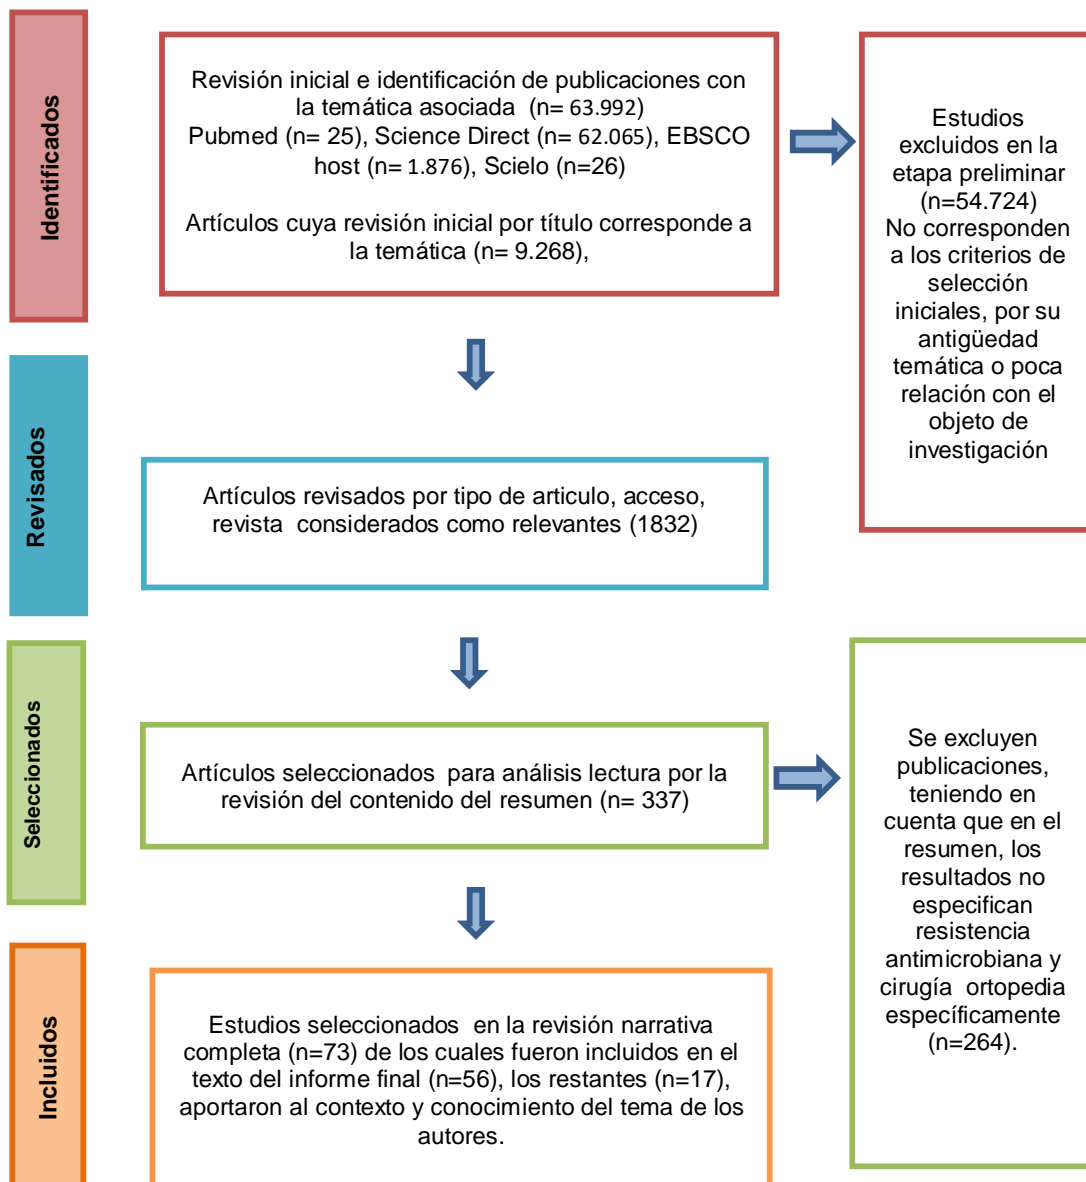 Identificados
Revisión inicial e identificación de publicaciones con
la temática asociada (n= 63.992)
Pubmed (n= 25), Science Direct (n= 62.065), EBSCO
host (n= 1.876), Scielo (n=26)
Artículos cuya revisión inicial por título corresponde a
la temática (n= 9.268),
Estudios
excluidos en la
etapa preliminar
(n=54.724)
No corresponden
a los criterios de
selección
iniciales, por su
antigüedad
temática o poca
relación con el
objeto de
investigación
Revisados
Artículos revisados por tipo de articulo, acceso,
revista considerados como relevantes (1832)
Seleccionados
Artículos seleccionados para análisis lectura por la
revisión del contenido del resumen (n= 337)
Se excluyen
publicaciones,
teniendo en
cuenta que en el
resumen, los
resultados no
especifican
resistencia
antimicrobiana y
cirugía ortopedia
específicamente
(n=264).
Incluidos
Estudios seleccionados en la revisión narrativa
completa (n=73) de los cuales fueron incluidos en el
texto del informe final (n=56), los restantes (n=17),
aportaron al contexto y conocimiento del tema de los
autores.